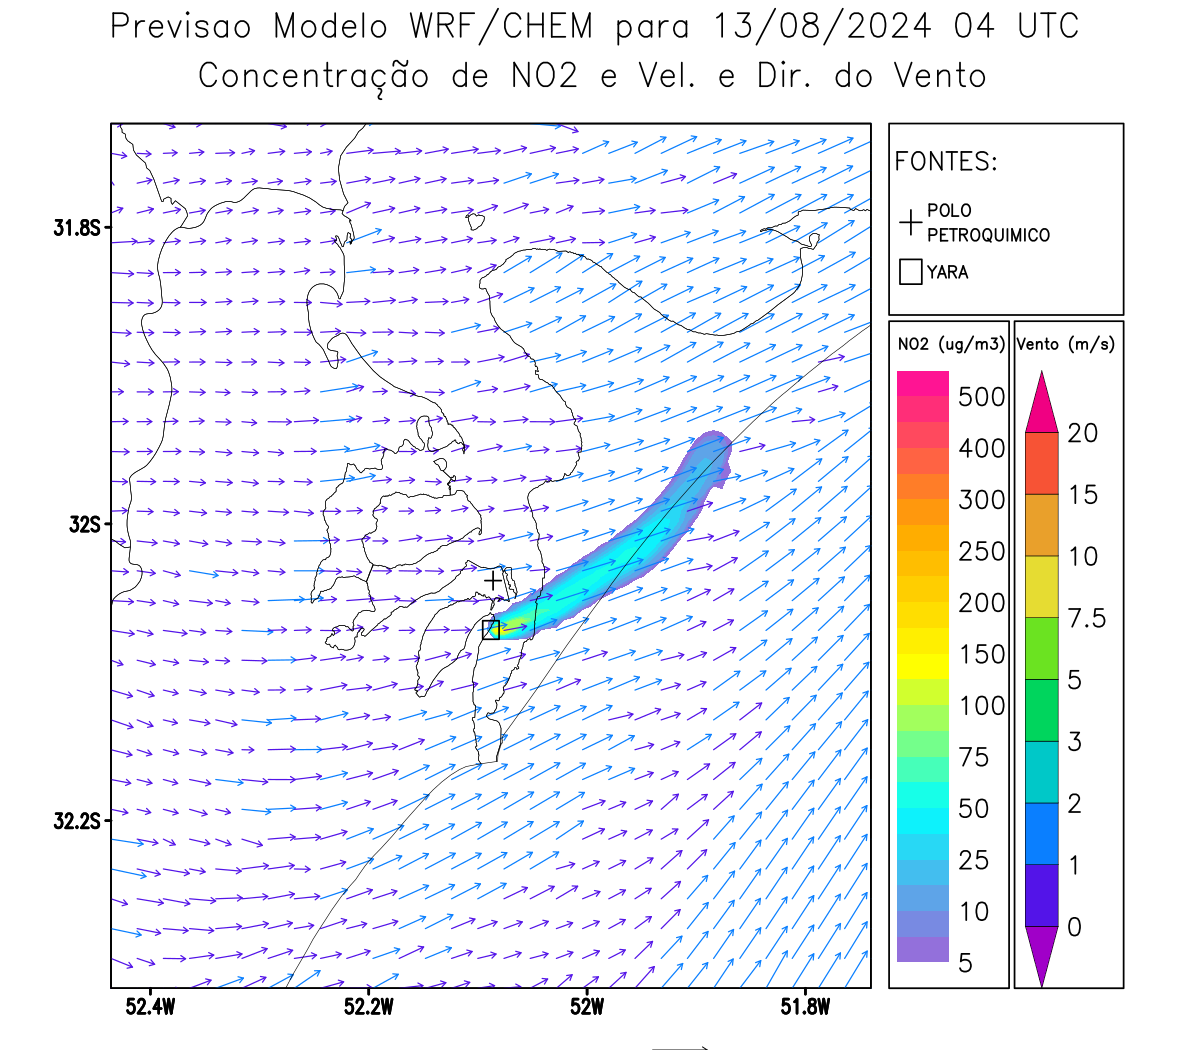 Previsao Modelo WRF/CHEM para 13/08/2024 04 UTC
Concentração de NO2 e Vel. e Dir. do Vento
FONTES:
POLO
PETROQUIMICO
YARA
NO2 (ug/m3)
500
400
300
250
200
150
100
75
50
25
10
5
Vento (m/s)
20
15
10
7.5
5
3
2
1
0
31.8S
32S
32.2S
52.4W
52.2W
52W
51.8W